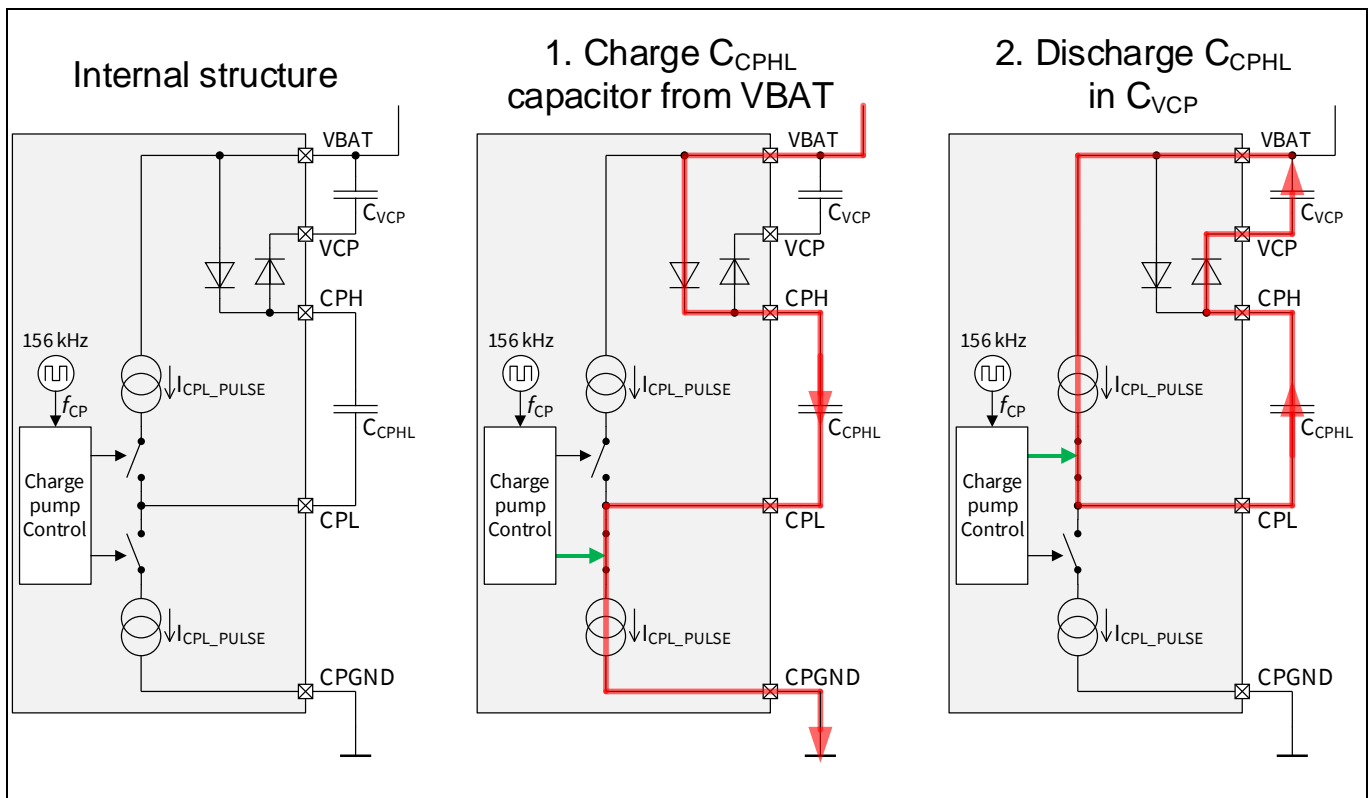 Internal structure
VBAT
CVCP
VCP
CPH
156 kHz
fCP
ICPL_PULSE
CCPHL
Charge
pump
Control
CPL
ICPL_PULSE
CPGND
1. Charge CCPHL
capacitor from VBAT
VBAT
CVCP
VCP
CPH
156 kHz
fCP
ICPL_PULSE
CCPHL
Charge
pump
Control
CPL
ICPL_PULSE
CPGND
2. Discharge CCPHL
in CVCP
VBAT
CVCP
VCP
CPH
156 kHz
fCP
ICPL_PULSE
CCPHL
Charge
pump
Control
CPL
ICPL_PULSE
CPGND